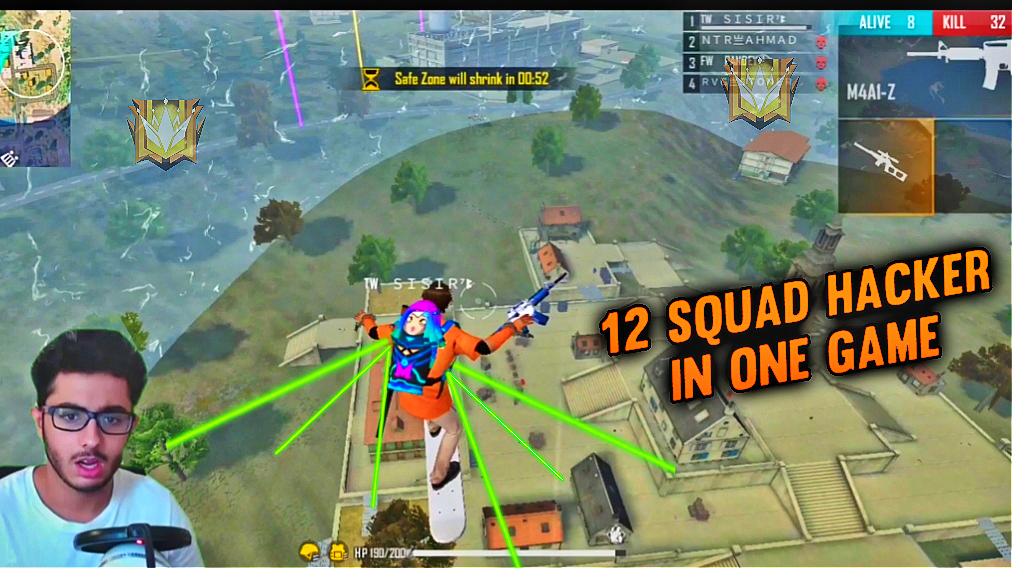 1 TW SISIR
ALIVE 8 KILL 32
2 NTR AHMAD
3 FW
4
Safe Zone will shrink in 00:52
M4A1-Z
TW SISIR
12 SQUAD HACKER
IN ONE GAME
HP 190/200